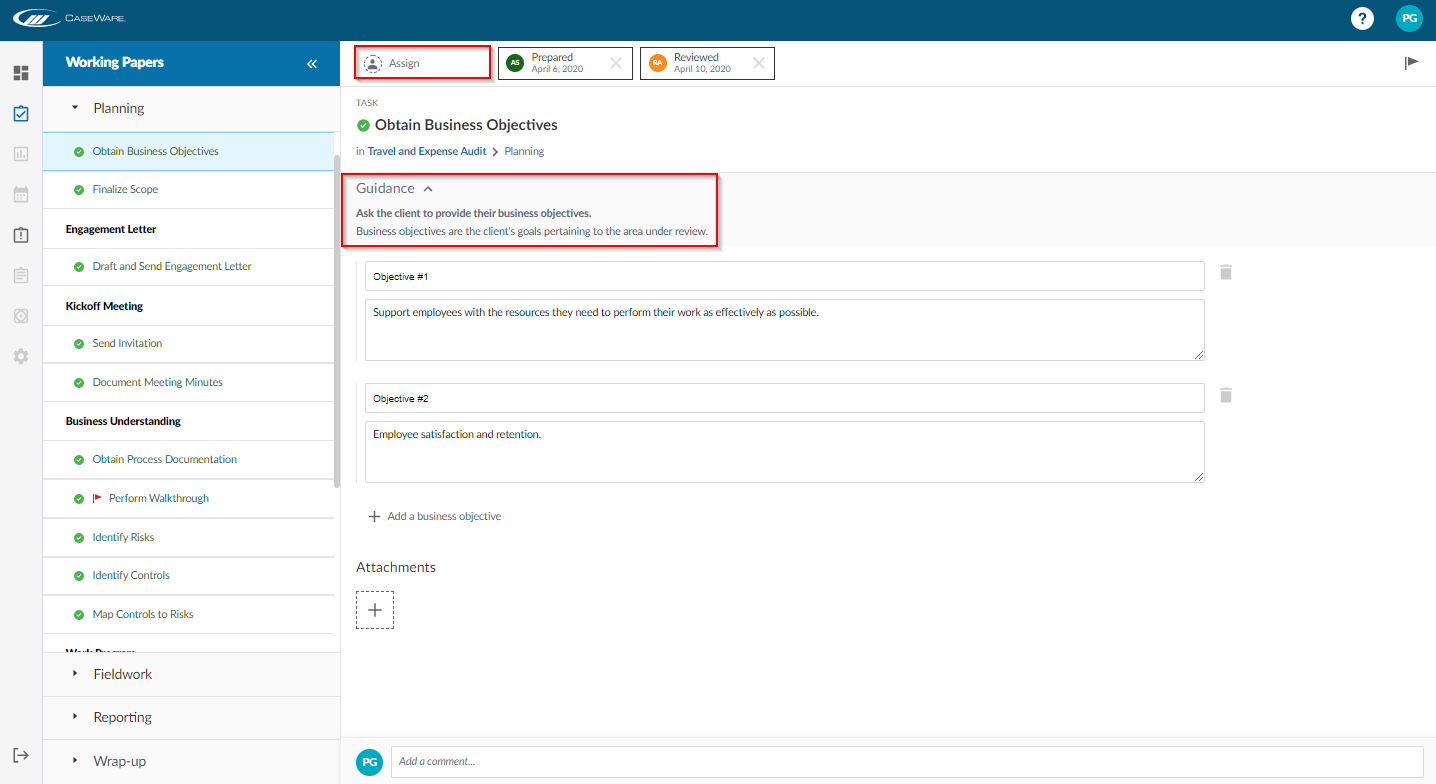 CASEWARE
?
PG
Working Papers
Planning
Obtain Business Objectives
Finalize Scope
Engagement Letter
Draft and Send Engagement Letter
Kickoff Meeting
Send Invitation
Document Meeting Minutes
Business Understanding
Obtain Process Documentation
Perform Walkthrough
Identify Risks
Identify Controls
Map Controls to Risks
Work Program
Fieldwork
Reporting
Wrap-up
Assign
AS
Prepared
April 6, 2020
RA
Reviewed
April 10, 2020
TASK
Obtain Business Objectives
in Travel and Expense Audit > Planning
Guidance
Ask the client to provide their business objectives.
Business objectives are the client's goals pertaining to the area under review.
Objective #1
Support employees with the resources they need to perform their work as effectively as possible.
Objective #2
Employee satisfaction and retention.
Add a business objective
Attachments
PG
Add a comment...